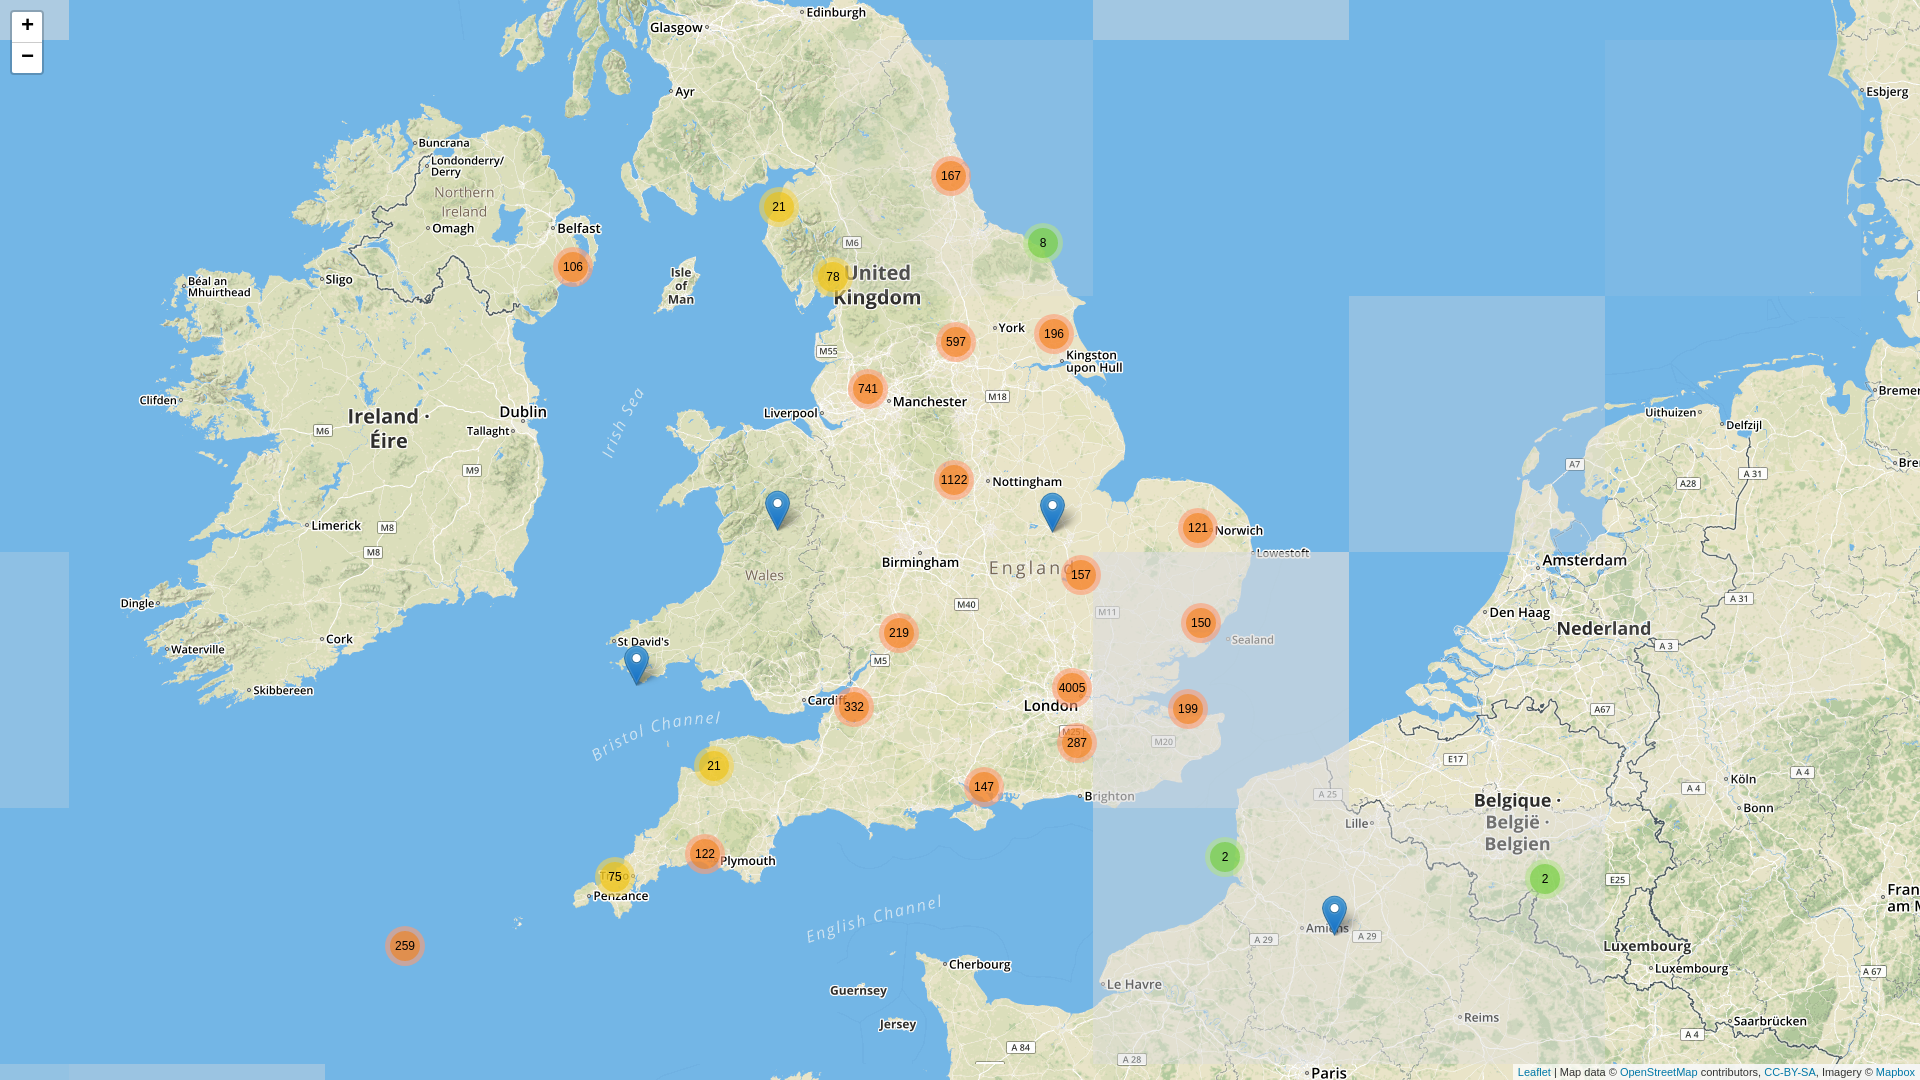 +
−
Edinburgh
Glasgow
Ayr
Esbjerg
Buncrana
Londonderry/
Derry
Northern
Ireland
Omagh
Belfast
106
167
21
8
M6
78
United
Kingdom
Isle
of
Man
Béal an
Mhuirthead
Sligo
York
196
597
Kingston
upon Hull
M55
741
Manchester
M18
Liverpool
Irish Sea
Clifden
Ireland ·
Éire
Dublin
Tallaght
M6
M9
Uithuizen
Delfzijl
A7
A 31
A28
1122
Nottingham
Limerick
M8
M8
121
Norwich
Lowestoft
Birmingham
England
157
Wales
Amsterdam
Dingle
M40
M11
Den Haag
A 31
Nederland
219
150
Sealand
Cork
St David's
Waterville
M5
A 3
Skibbereen
4005
Cardiff
332
London
199
A67
Bristol Channel
M25
287
M20
E17
21
Köln
A 4
A 4
Bonn
147
Brighton
A 25
Belgique ·
België ·
Belgien
Lille
122
Plymouth
2
2
E25
75
Penzance
English Channel
Amiens
A 29
A 29
259
Luxembourg
Luxembourg
A 67
Cherbourg
Le Havre
Guernsey
Jersey
Reims
Saarbrücken
A 84
A 28
A 4
Paris
Leaflet | Map data © OpenStreetMap contributors, CC-BY-SA, Imagery © Mapbox